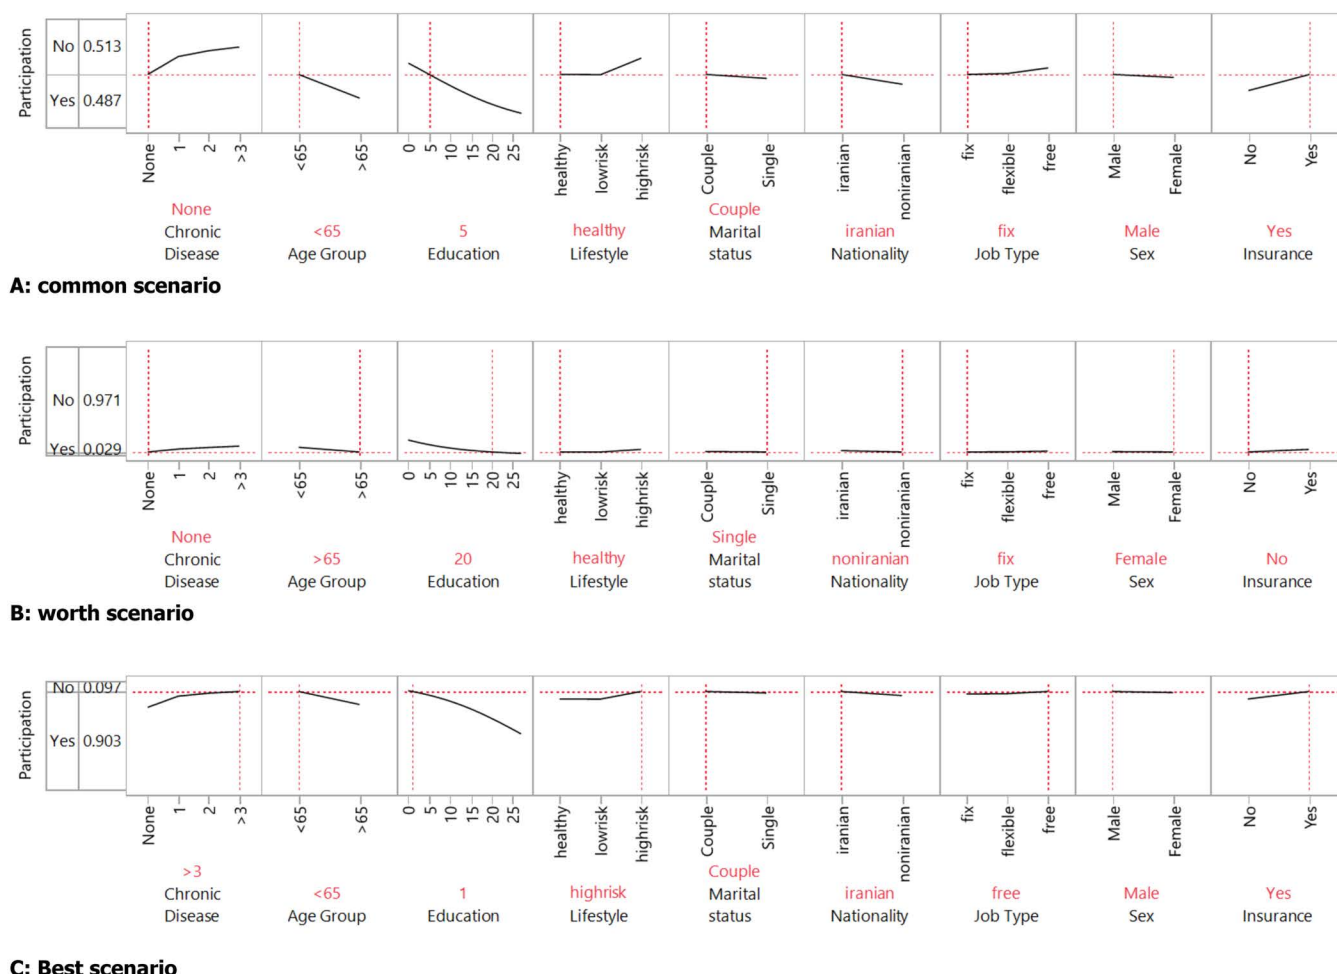 Participation
No 0.513
Yes 0.487
None 1 2 >3 <65 >65 0 5 10 15 20 25 healthy lowrisk highrisk Couple Single iranian noniranian fix flexible free Male Female No Yes
None Couple
Chronic <65 5 healthy Marital iranian fix Male Yes
Disease Age Group Education Lifestyle status Nationality Job Type Sex Insurance
A: common scenario
Participation
No 0.971
Yes 0.029
None 1 2 >3 <65 >65 0 5 10 15 20 25 healthy lowrisk highrisk Couple Single iranian noniranian fix flexible free Male Female No Yes
None Single
Chronic >65 20 healthy Marital noniranian fix Female No
Disease Age Group Education Lifestyle status Nationality Job Type Sex Insurance
B: worth scenario
Participation
No 0.097
Yes 0.903
None 1 2 >3 <65 >65 0 5 10 15 20 25 healthy lowrisk highrisk Couple Single iranian noniranian fix flexible free Male Female No Yes
>3 Couple
Chronic <65 1 highrisk Marital iranian free Male Yes
Disease Age Group Education Lifestyle status Nationality Job Type Sex Insurance
C: Best scenario